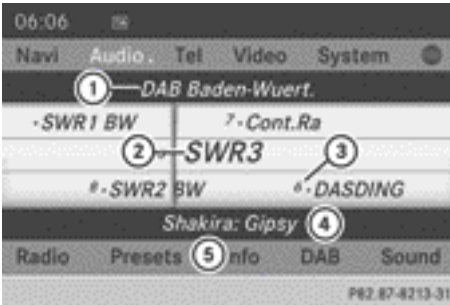 06:06
Navi Audio Tel Video System
1 DAB Baden-Wuert.
SWR1 BW 7 Cont.Ra
2 SWR3 3
8 SWR2 BW 6 DASDING
Shakira: Gipsy 4
Radio Presets 5 nfo DAB Sound
P82.87-8213-31